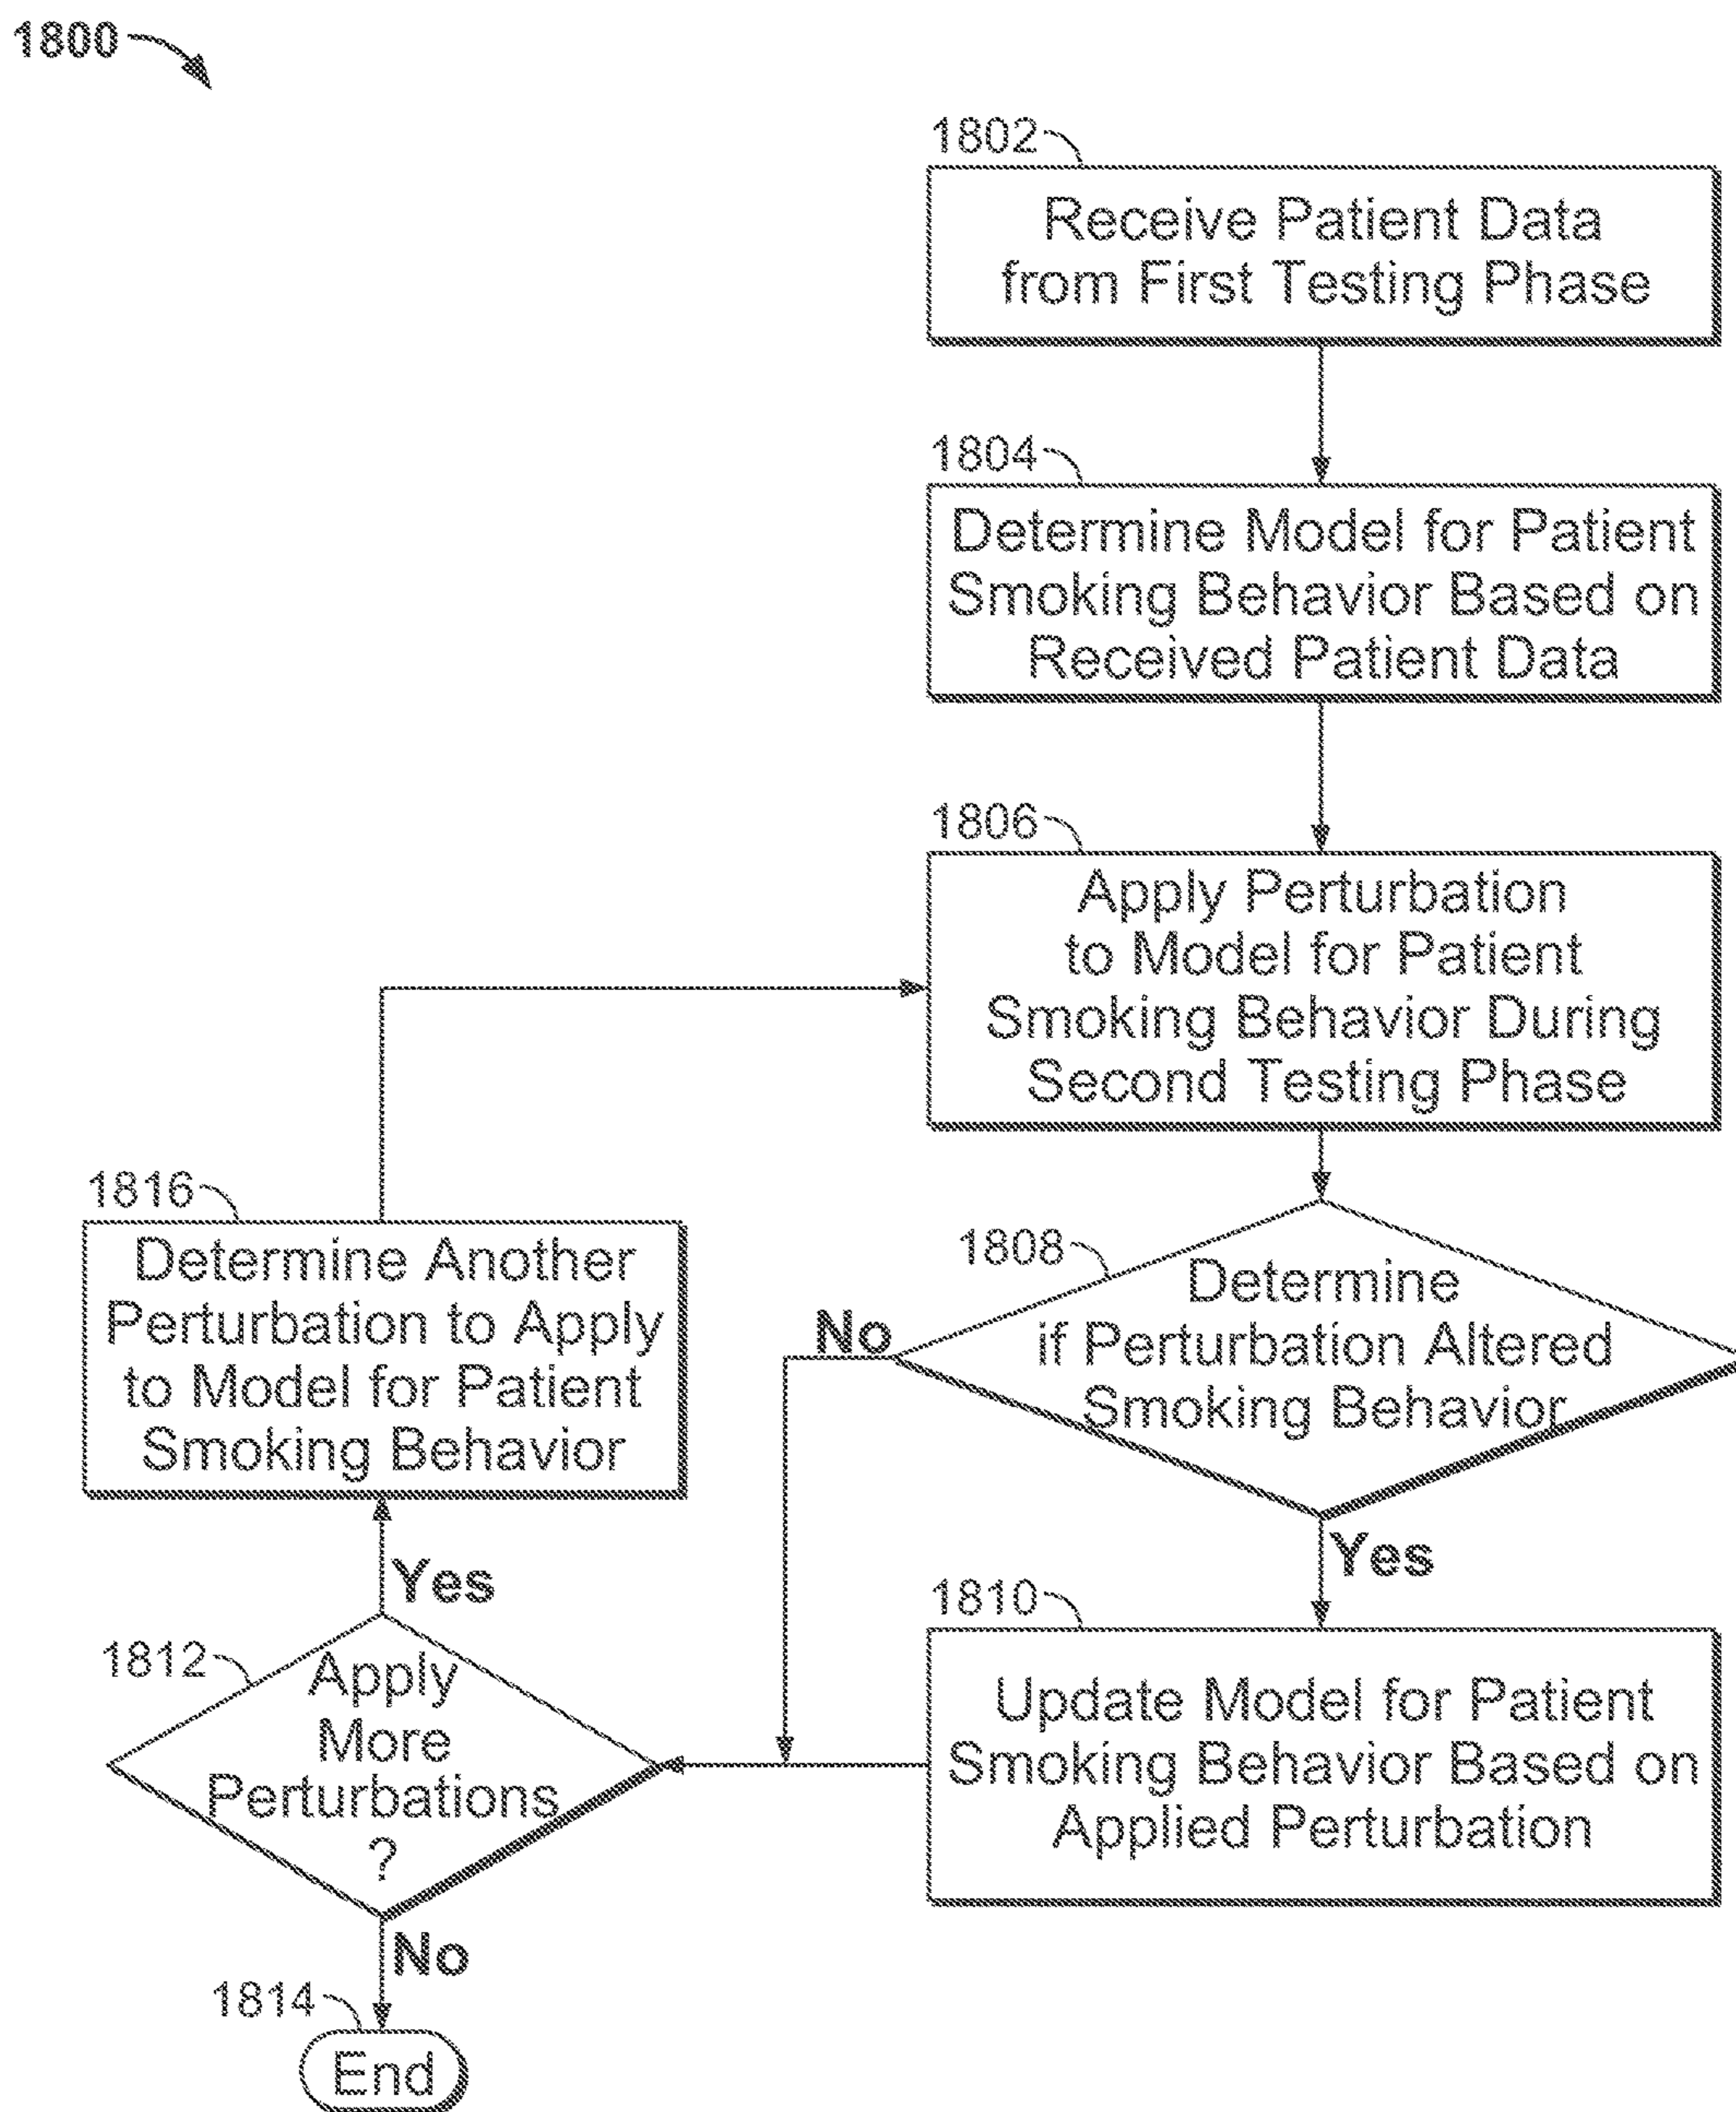 1800
1802
Receive Patient Data
from First Testing Phase
1804
Determine Model for Patient
Smoking Behavior Based on
Received Patient Data
1806
Apply Perturbation
to Model for Patient
Smoking Behavior During
Second Testing Phase
1816
Determine Another
Perturbation to Apply
to Model for Patient
Smoking Behavior
1808
Determine
if Perturbation Altered
Smoking Behavior
No
Yes
Yes
1810
Update Model for Patient
Smoking Behavior Based on
Applied Perturbation
1812
Apply
More
Perturbations
?
No
1814
End